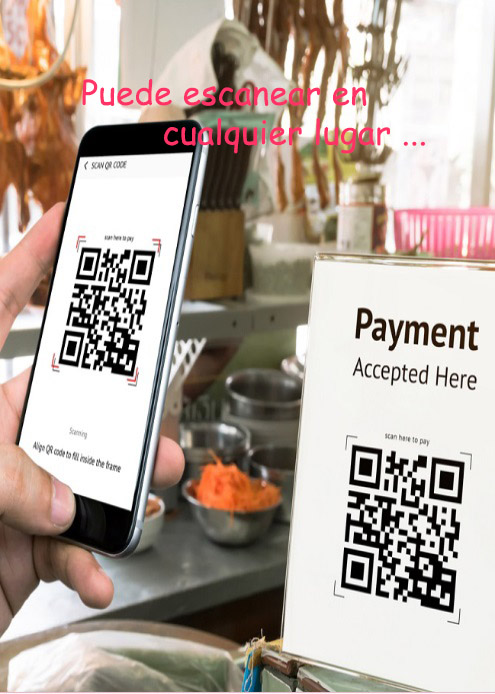 Puede escanear en
cualquier lugar ...
SCAN QR CODE
scan here to pay
Scanning
Align QR code to fill inside the frame
Payment
Accepted Here
scan here to pay